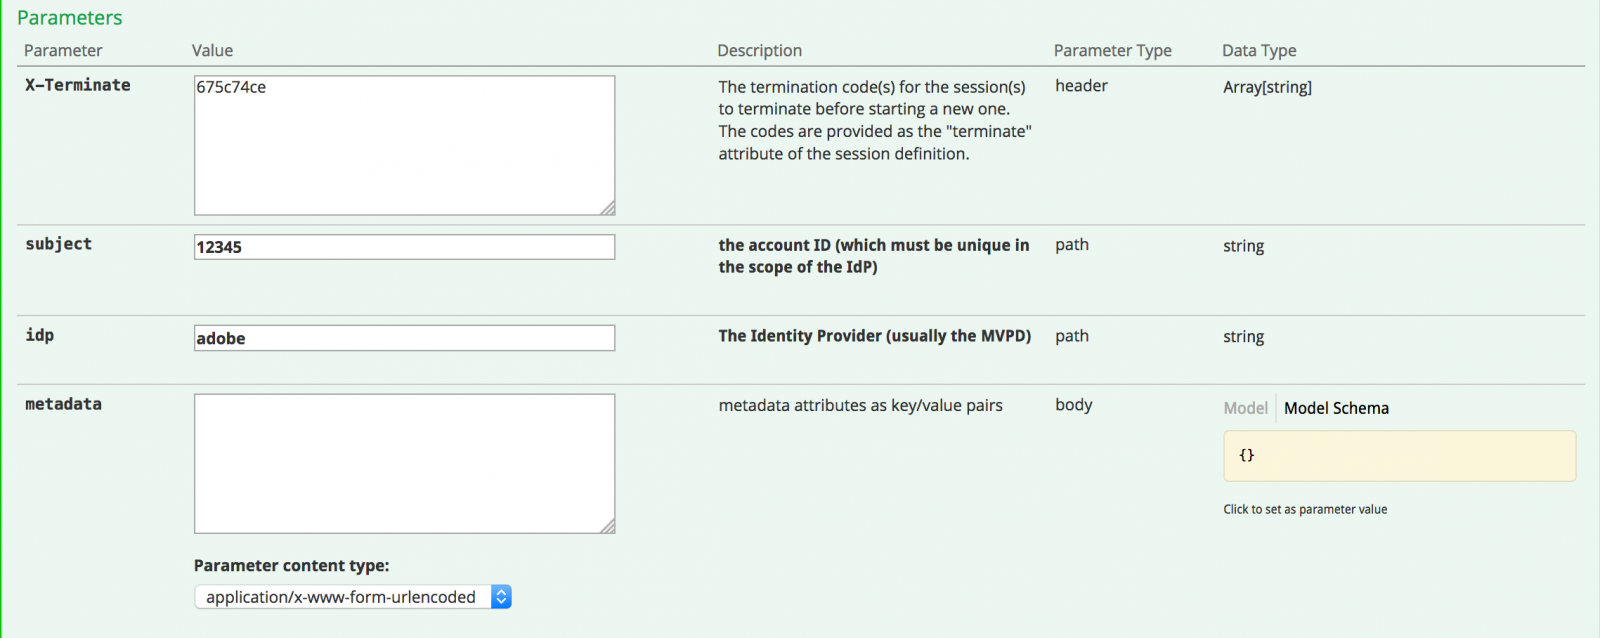 Parameters
Parameter Value Description Parameter Type Data Type
X-Terminate 675c74ce The termination code(s) for the session(s) header Array[string]
to terminate before starting a new one.
The codes are provided as the "terminate"
attribute of the session definition.
subject 12345 the account ID (which must be unique in path string
the scope of the IdP)
idp adobe The Identity Provider (usually the MVPD) path string
metadata metadata attributes as key/value pairs body Model Model Schema
{}
Click to set as parameter value
Parameter content type:
application/x-www-form-urlencoded